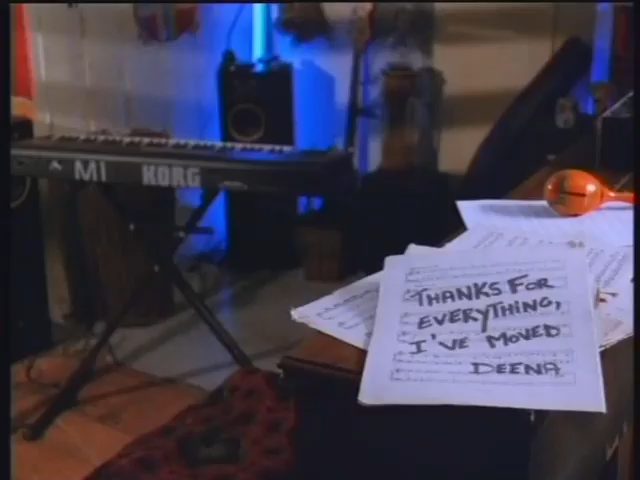 M1 KORG
THANKS FOR
EVERYTHING,
I'VE MOVED
DEENA